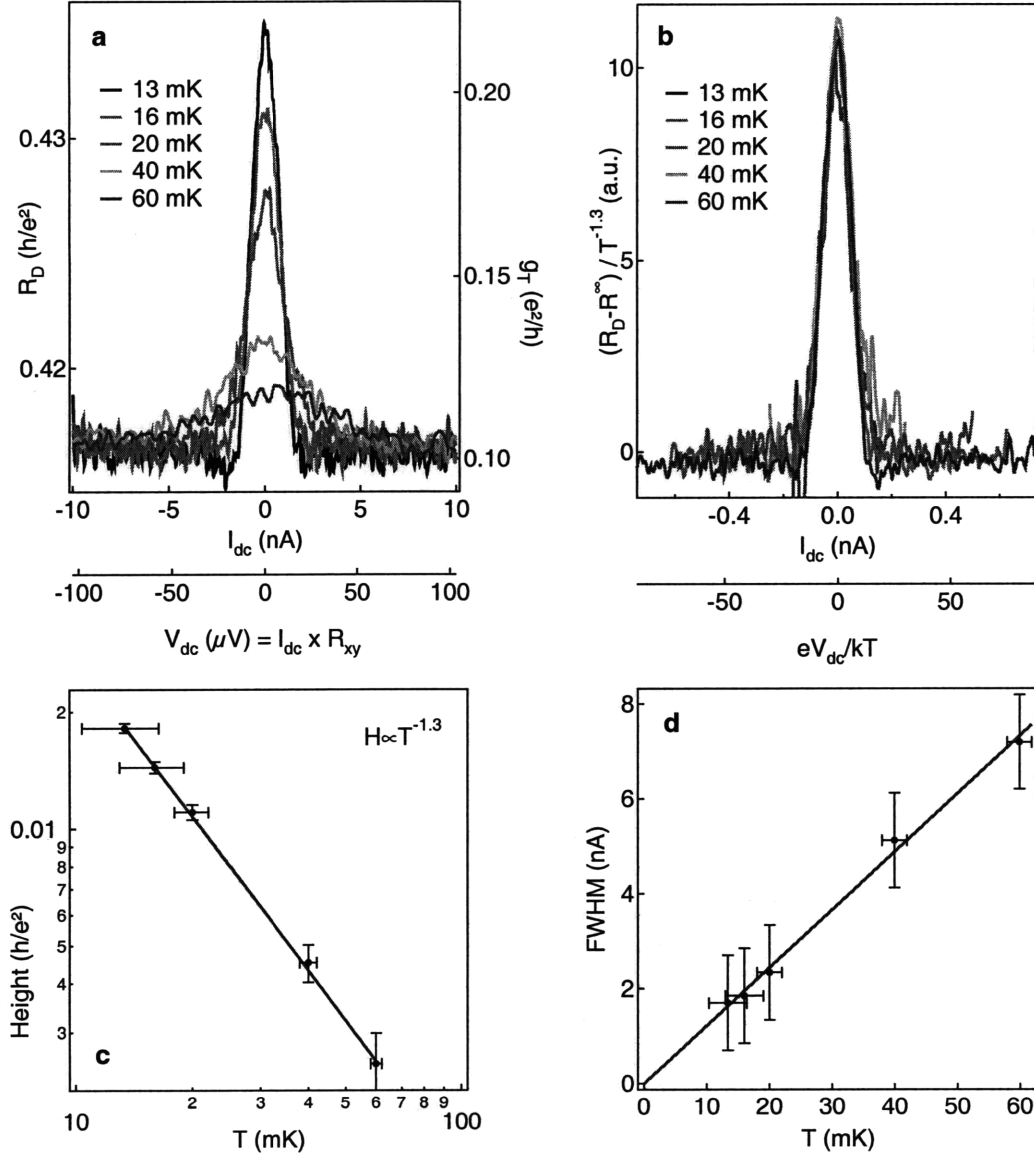 a
13 mK
16 mK
20 mK
40 mK
60 mK
R_D (h/e²)
0.43
0.42
0.20
0.15
0.10
g_T (e²/h)
-10 -5 0 5 10
I_dc (nA)
-100 -50 0 50 100
V_dc (µV) = I_dc x R_xy
b
13 mK
16 mK
20 mK
40 mK
60 mK
(R_D-R^∞) / T^-1.3 (a.u.)
10
5
0
-0.4 0.0 0.4
I_dc (nA)
-50 0 50
eV_dc/kT
c
H∝T^-1.3
Height (h/e²)
2
0.01
9
8
7
6
5
4
3
10 2 3 4 5 6 7 8 9 100
T (mK)
d
FWHM (nA)
8
6
4
2
0
0 10 20 30 40 50 60
T (mK)